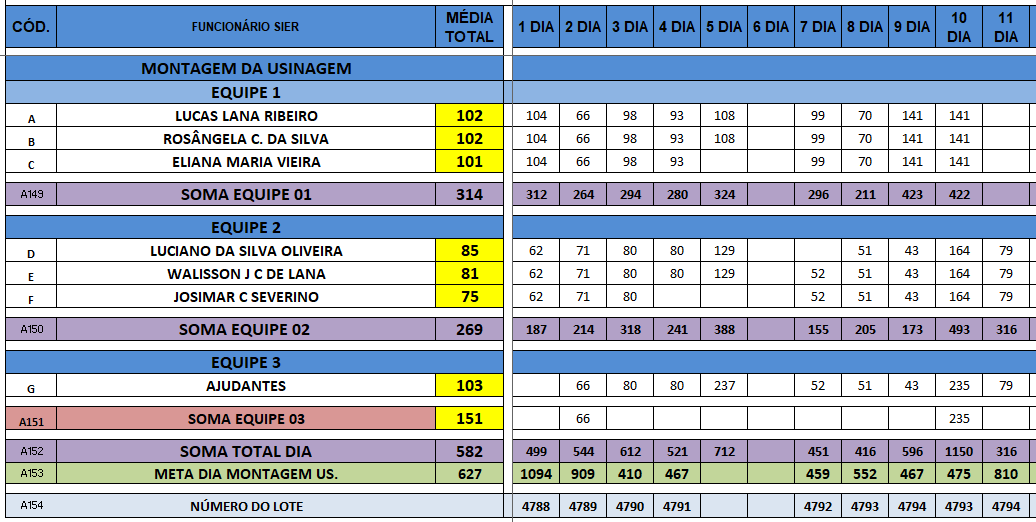 CÓD. FUNCIONÁRIO SIER MÉDIA TOTAL 1 DIA 2 DIA 3 DIA 4 DIA 5 DIA 6 DIA 7 DIA 8 DIA 9 DIA 10 DIA 11 DIA
MONTAGEM DA USINAGEM
EQUIPE 1
A LUCAS LANA RIBEIRO 102 104 66 98 93 108 99 70 141 141
B ROSÂNGELA C. DA SILVA 102 104 66 98 93 108 99 70 141 141
C ELIANA MARIA VIEIRA 101 104 66 98 93 99 70 141 141
A149 SOMA EQUIPE 01 314 312 264 294 280 324 296 211 423 422
EQUIPE 2
D LUCIANO DA SILVA OLIVEIRA 85 62 71 80 80 129 51 43 164 79
E WALISSON J C DE LANA 81 62 71 80 80 129 52 51 43 164 79
F JOSIMAR C SEVERINO 75 62 71 80 52 51 43 164 79
A150 SOMA EQUIPE 02 269 187 214 318 241 388 155 205 173 493 316
EQUIPE 3
G AJUDANTES 103 66 80 80 237 52 51 43 235 79
A151 SOMA EQUIPE 03 151 66 235
A152 SOMA TOTAL DIA 582 499 544 612 521 712 451 416 596 1150 316
A153 META DIA MONTAGEM US. 627 1094 909 410 467 459 552 467 475 810
A154 NÚMERO DO LOTE 4788 4789 4790 4791 4792 4793 4794 4793 4794